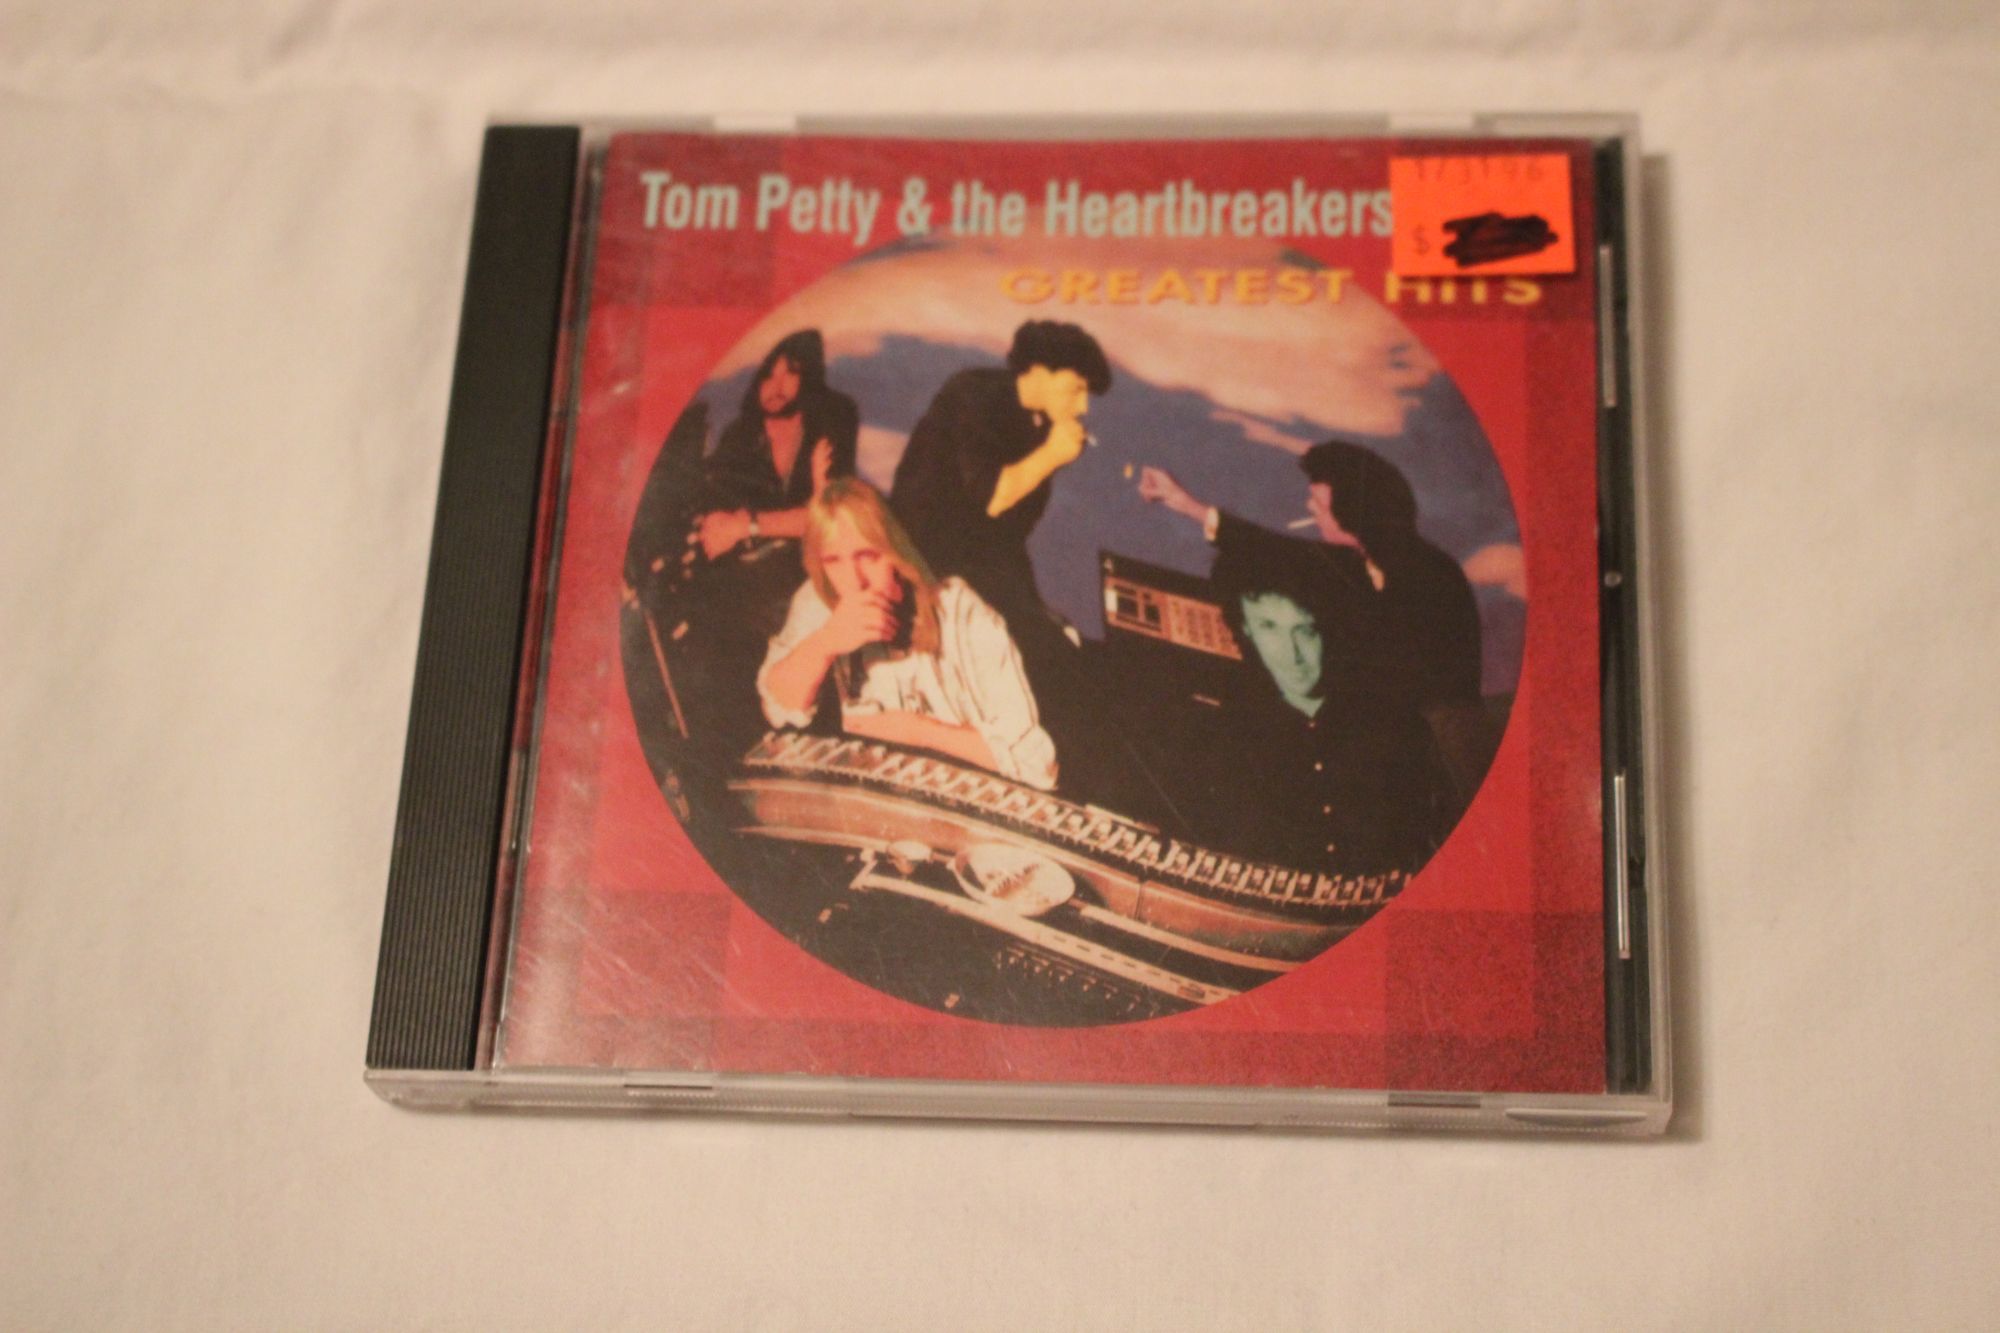 Tom Petty & the Heartbreakers
GREATEST HITS
$